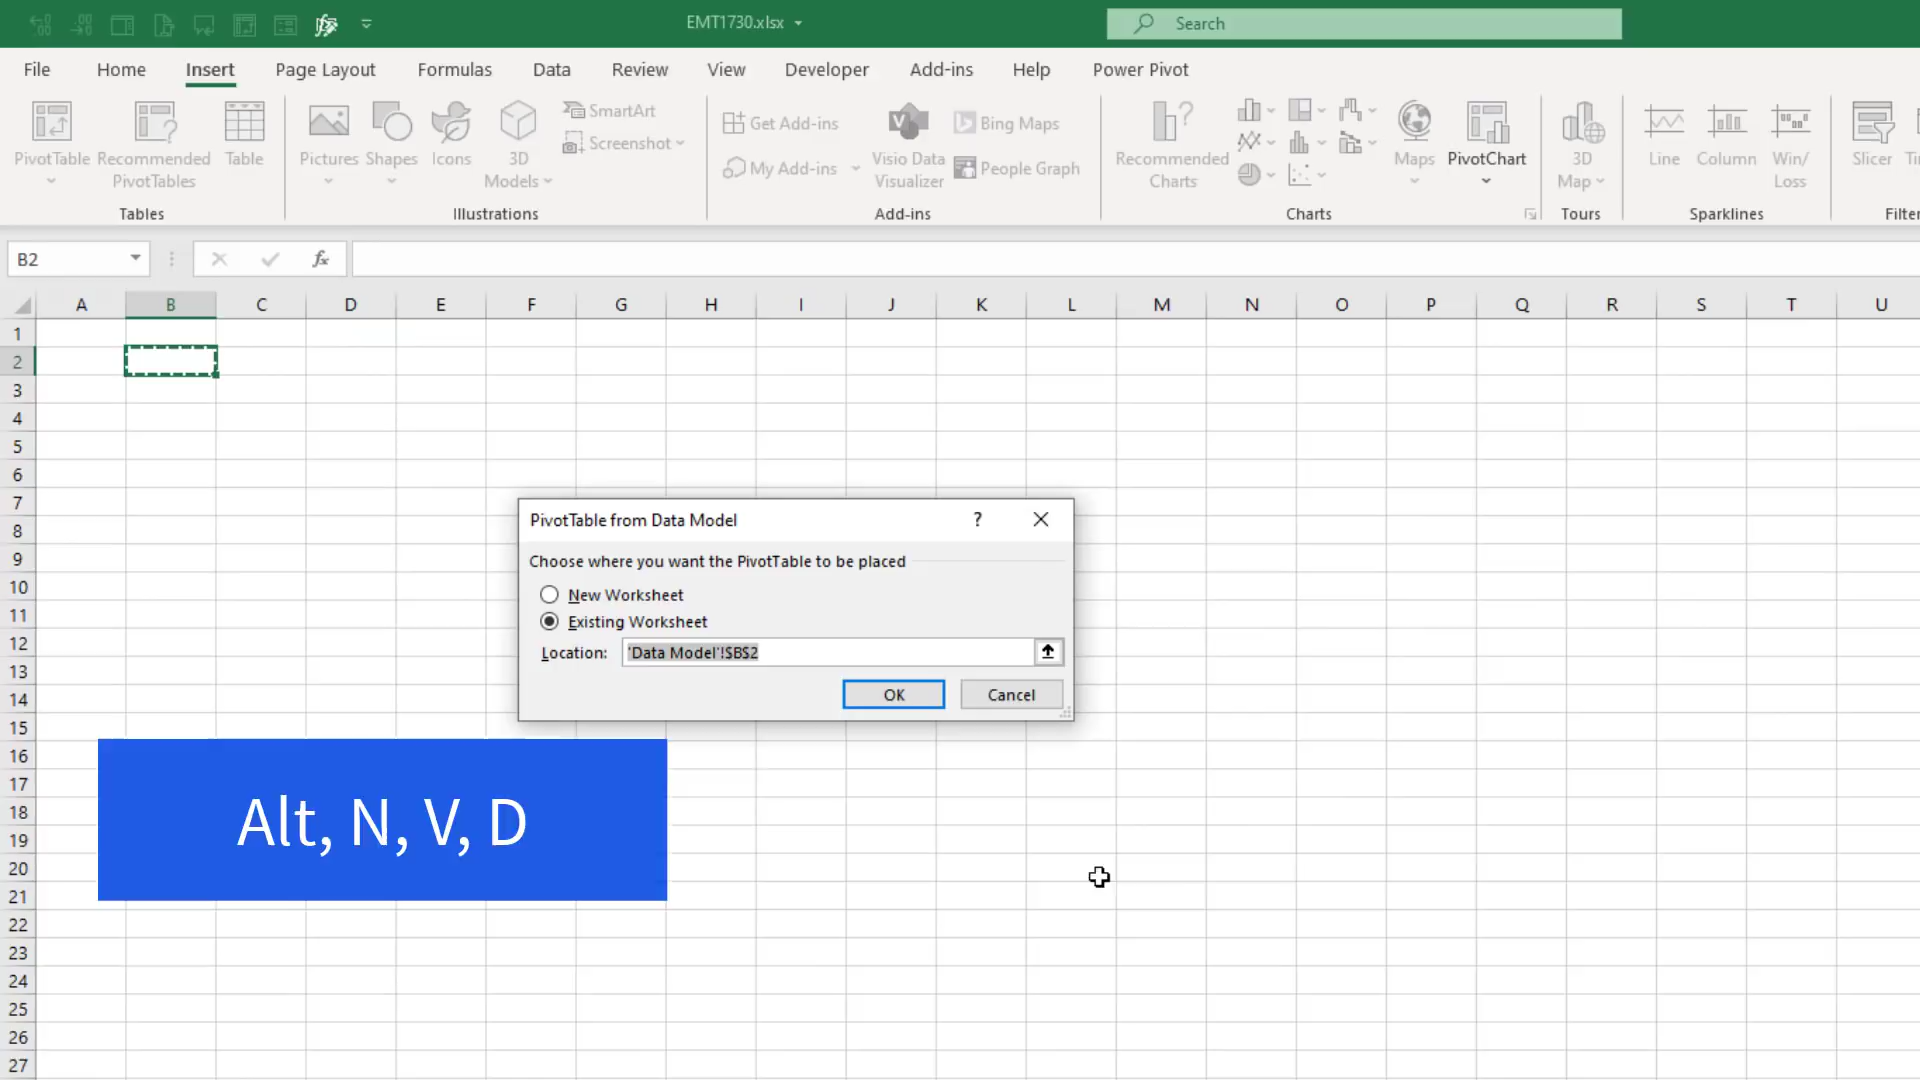 EMT1730.xlsx
Search
File Home Insert Page Layout Formulas Data Review View Developer Add-ins Help Power Pivot
PivotTable
Recommended PivotTables
Table
Tables
Pictures
Shapes
Icons
3D Models
SmartArt
Screenshot
Illustrations
Get Add-ins
My Add-ins
Visio Data Visualizer
Bing Maps
People Graph
Add-ins
Recommended Charts
Maps
PivotChart
Charts
3D Map
Tours
Line
Column
Win/ Loss
Sparklines
Slicer
B2
fx
A B C D E F G H I J K L M N O P Q R S T U
1
2
3
4
5
6
7
8
9
10
11
12
13
14
15
16
17
18
19
20
21
22
23
24
25
26
27
PivotTable from Data Model ?
Choose where you want the PivotTable to be placed
New Worksheet
Existing Worksheet
Location: 'Data Model'!$B$2
OK Cancel
Alt, N, V, D